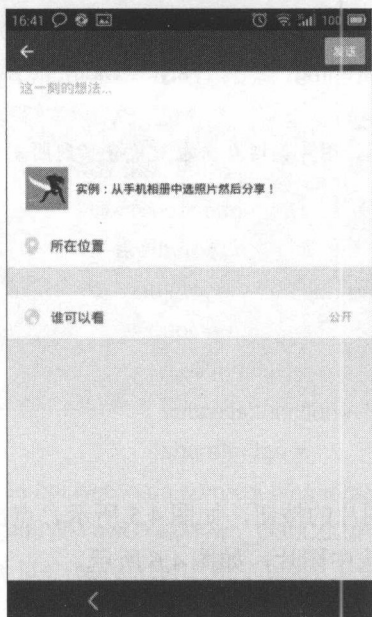 16:41 100
发送
这一刻的想法...
实例：从手机相册中选照片然后分享！
所在位置
谁可以看 公开